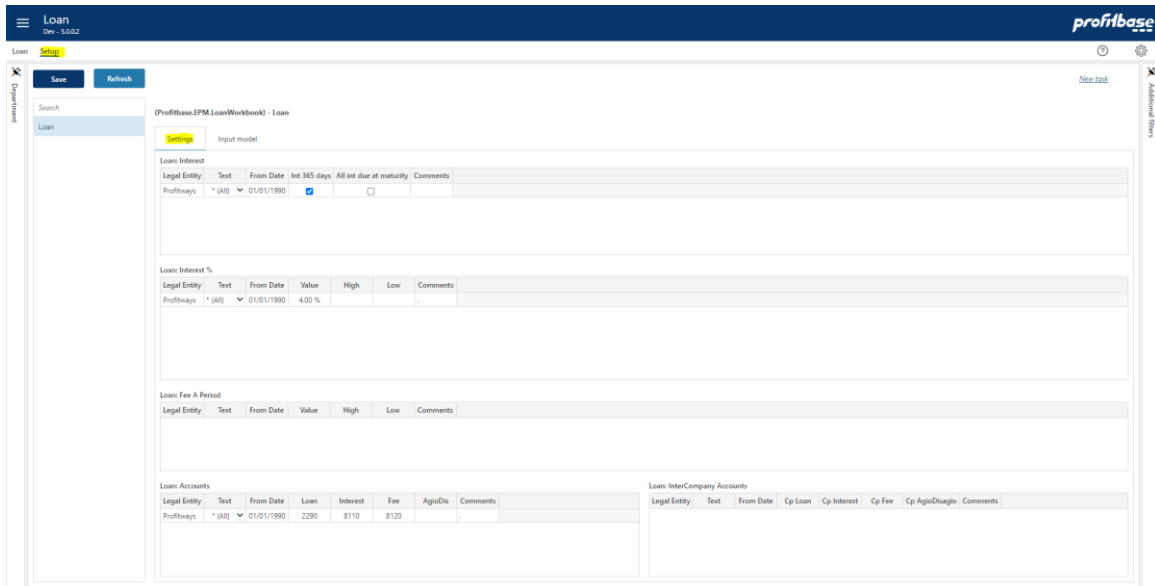 Loan
Dev - 5.0.0.2
profitbase
Loan Setup
Department
Save Refresh
New task
Additional filters
Search
Loan
(Profitbase.EPM.LoanWorkbook) - Loan
Settings Input model
Loan: Interest
Legal Entity Text From Date Int 365 days All int due at maturity Comments
Profitways * (All) 01/01/1990
Loan: Interest %
Legal Entity Text From Date Value High Low Comments
Profitways * (All) 01/01/1990 4.00 % .
Loan: Fee A Period
Legal Entity Text From Date Value High Low Comments
Loan: Accounts
Legal Entity Text From Date Loan Interest Fee AgioDis Comments
Profitways * (All) 01/01/1990 2290 8110 8120 .
Loan: InterCompany Accounts
Legal Entity Text From Date Cp Loan Cp Interest Cp Fee Cp AgioDisagio Comments